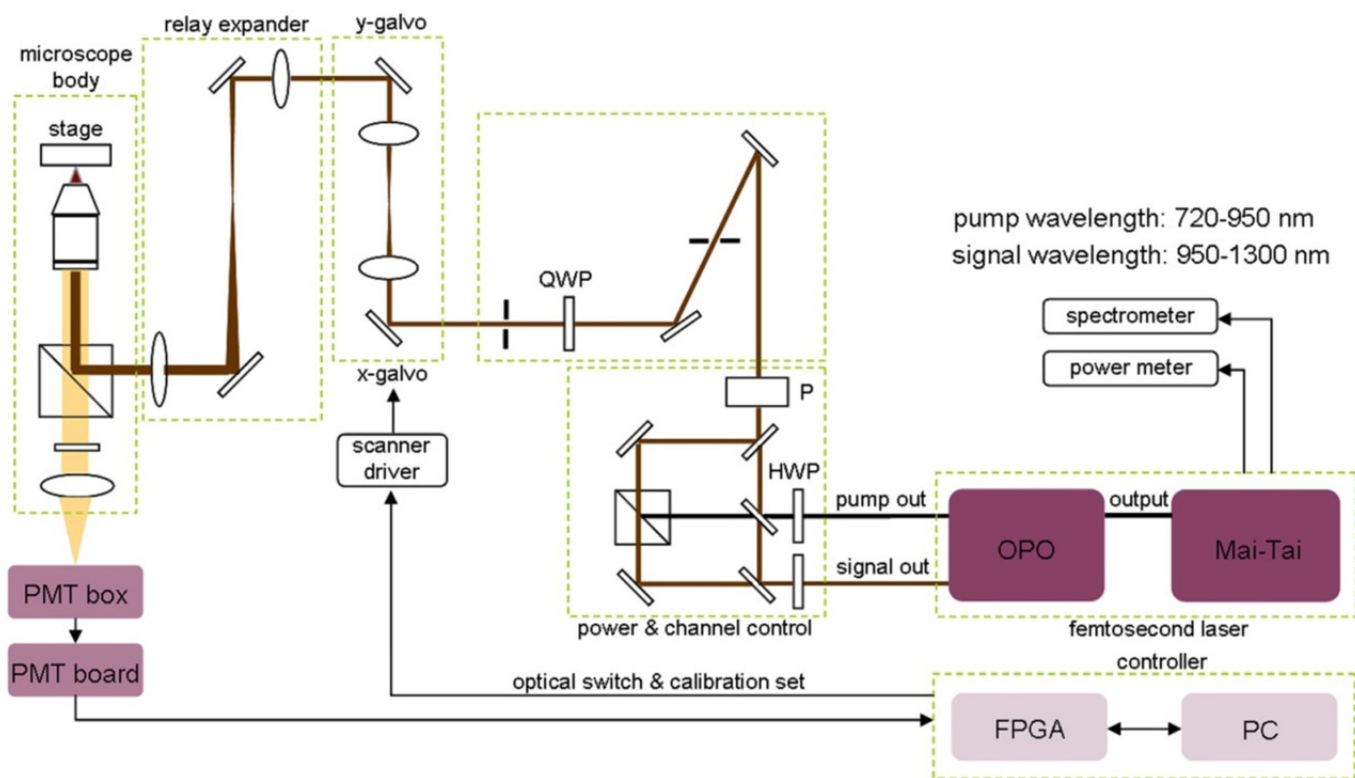 relay expander
y-galvo
microscope
body
stage
pump wavelength: 720-950 nm
signal wavelength: 950-1300 nm
QWP
spectrometer
power meter
x-galvo
P
scanner
driver
HWP
pump out
output
OPO
Mai-Tai
signal out
PMT box
power & channel control
femtosecond laser
PMT board
controller
optical switch & calibration set
FPGA
PC